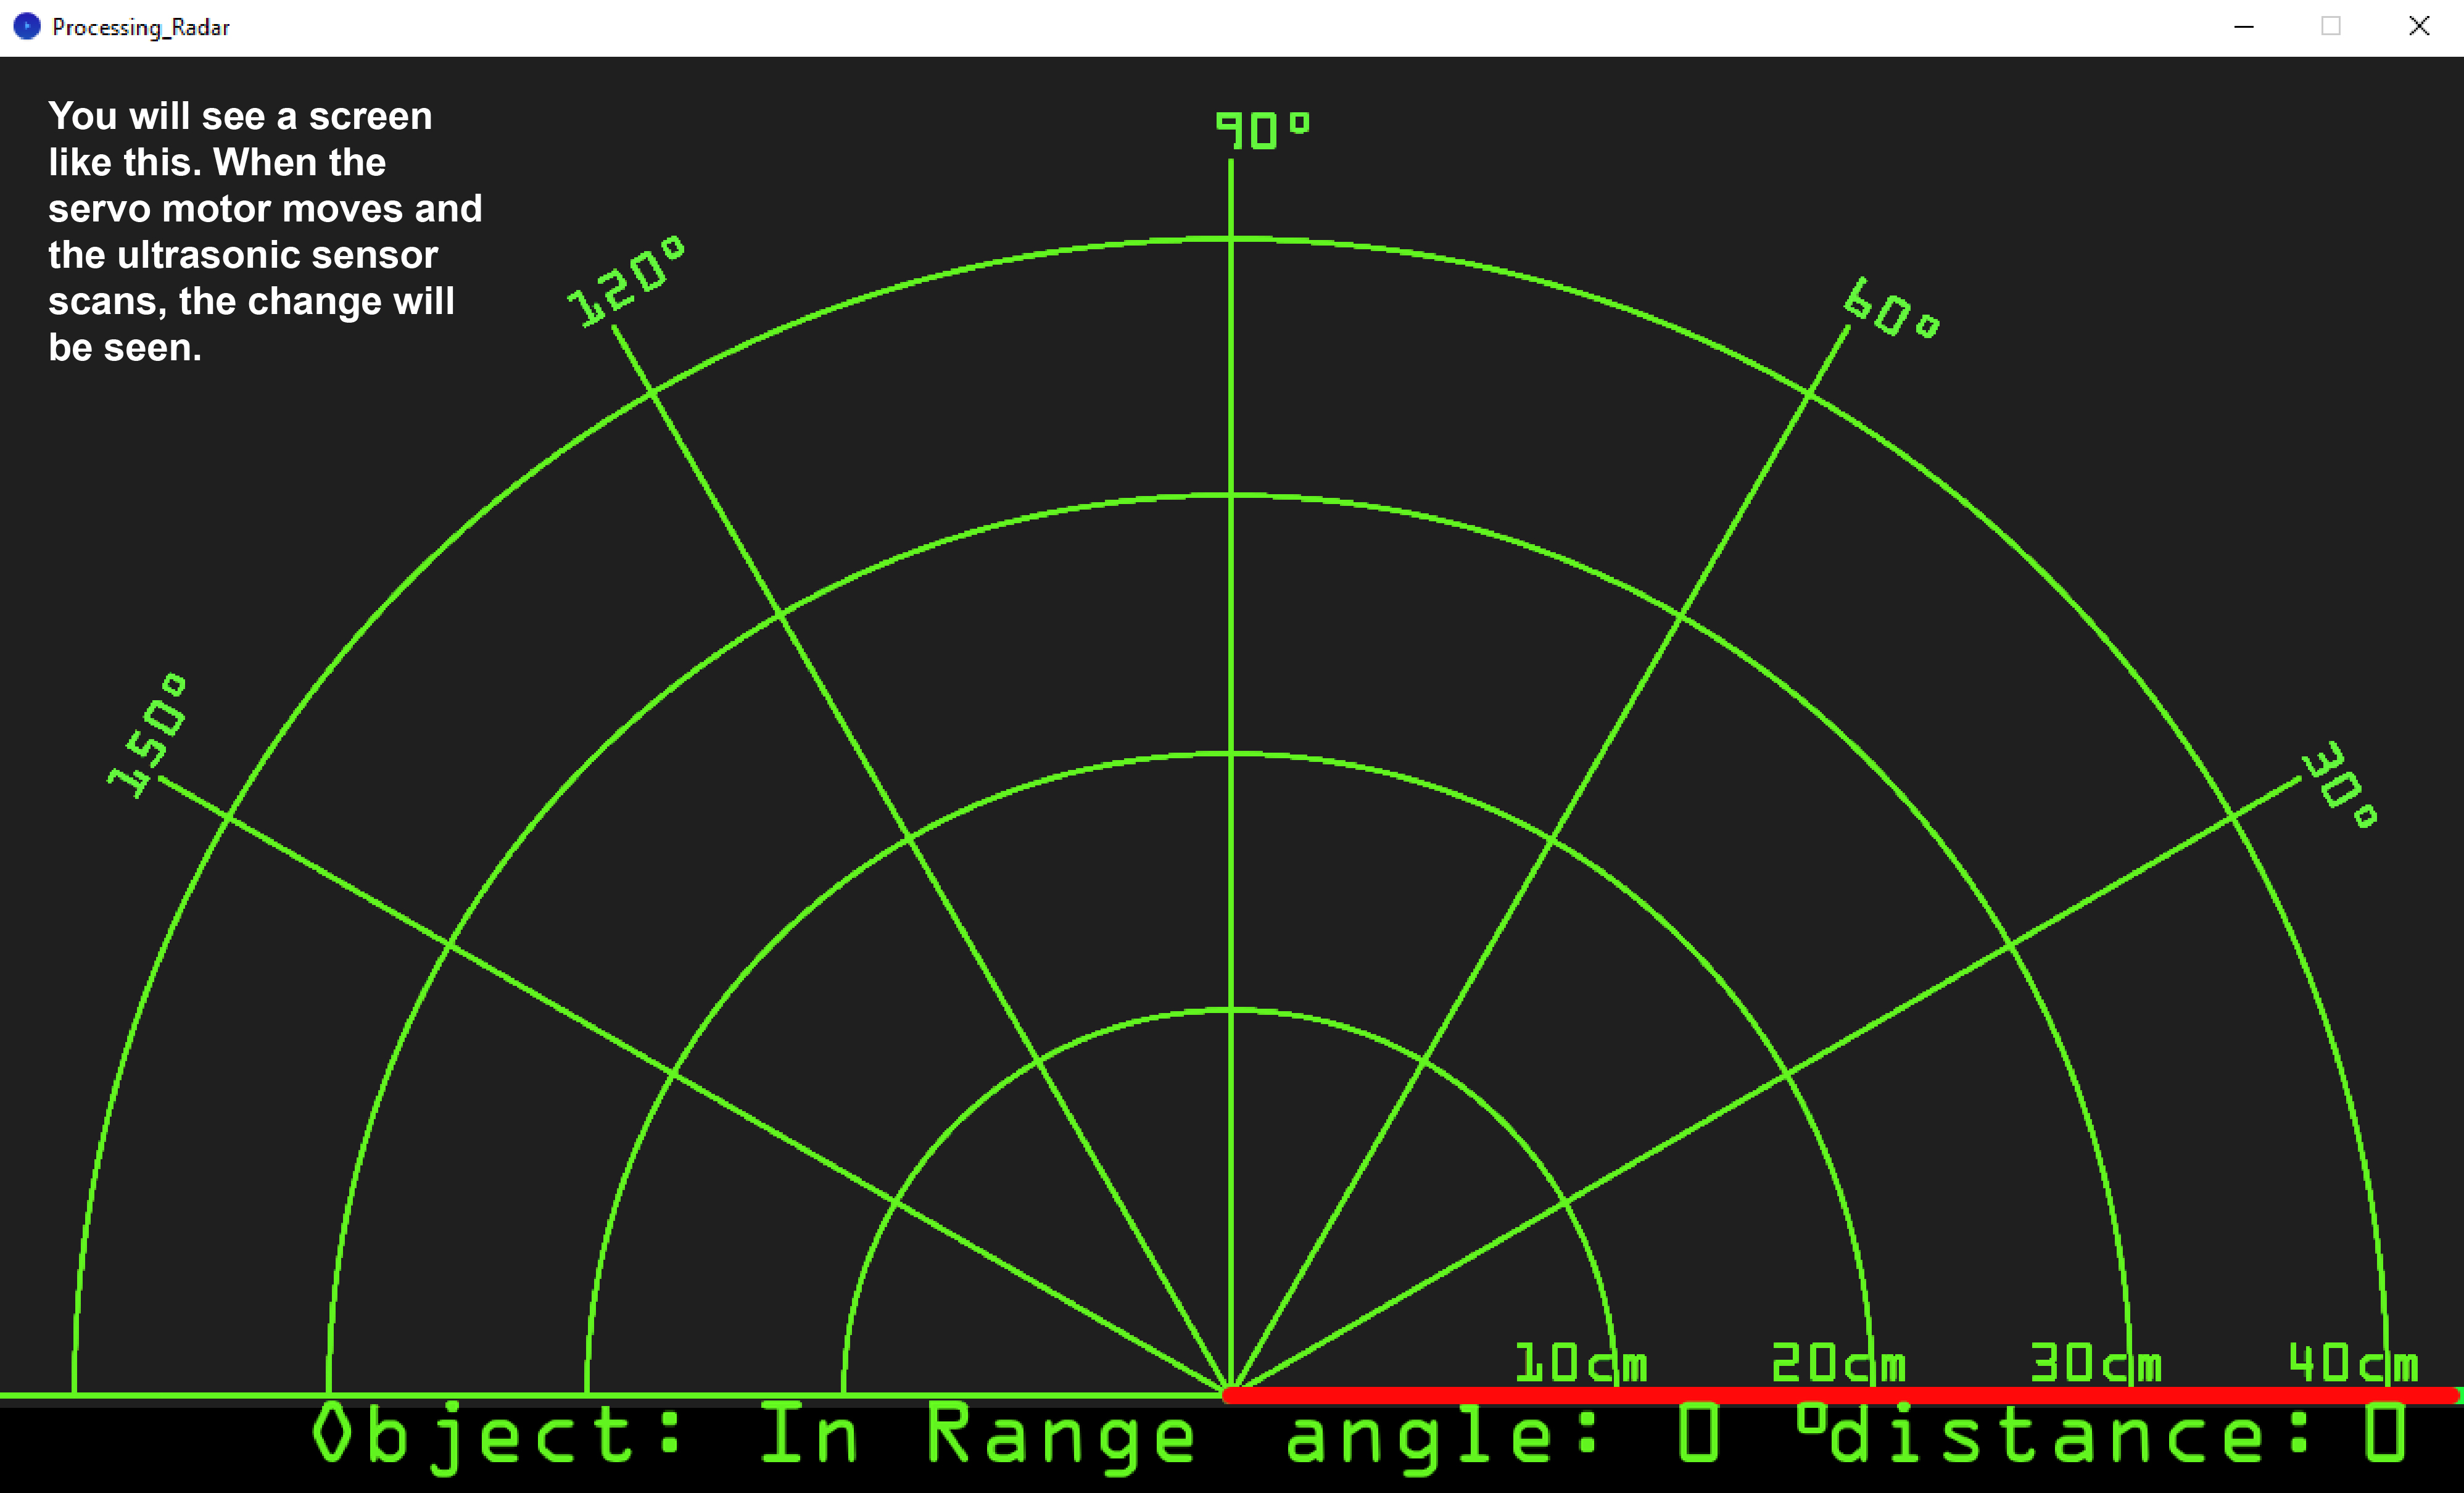 Processing_Radar
You will see a screen
like this. When the
servo motor moves and
the ultrasonic sensor
scans, the change will
be seen.
90°
120°
60°
150°
30°
10cm 20cm 30cm 40cm
Object: In Range angle: 0 °distance: 0